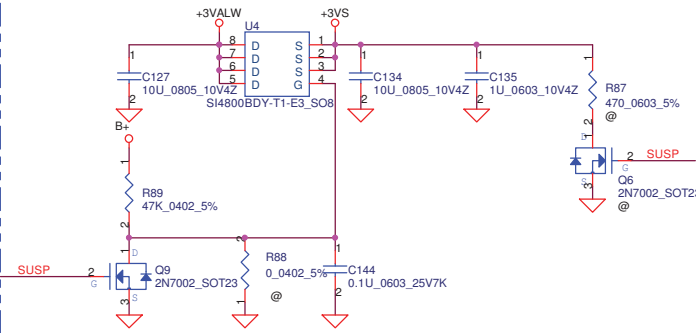 +3VALW
+3VS
U4
8 D S 1
7 D S 2
6 D S 3
5 D G 4
SI4800BDY-T1-E3_SO8
1
C127
10U_0805_10V4Z
2
1
C134
10U_0805_10V4Z
2
1
C135
1U_0603_10V4Z
2
1
R87
470_0603_5%
@
2
B+
1
R89
47K_0402_5%
2
1
D
2
SUSP
G
S
3
Q6
2N7002_SOT23
@
SUSP
2
G
1
D
Q9
2N7002_SOT23
S
3
2
R88
0_0402_5%
@
1
1
C144
0.1U_0603_25V7K
2